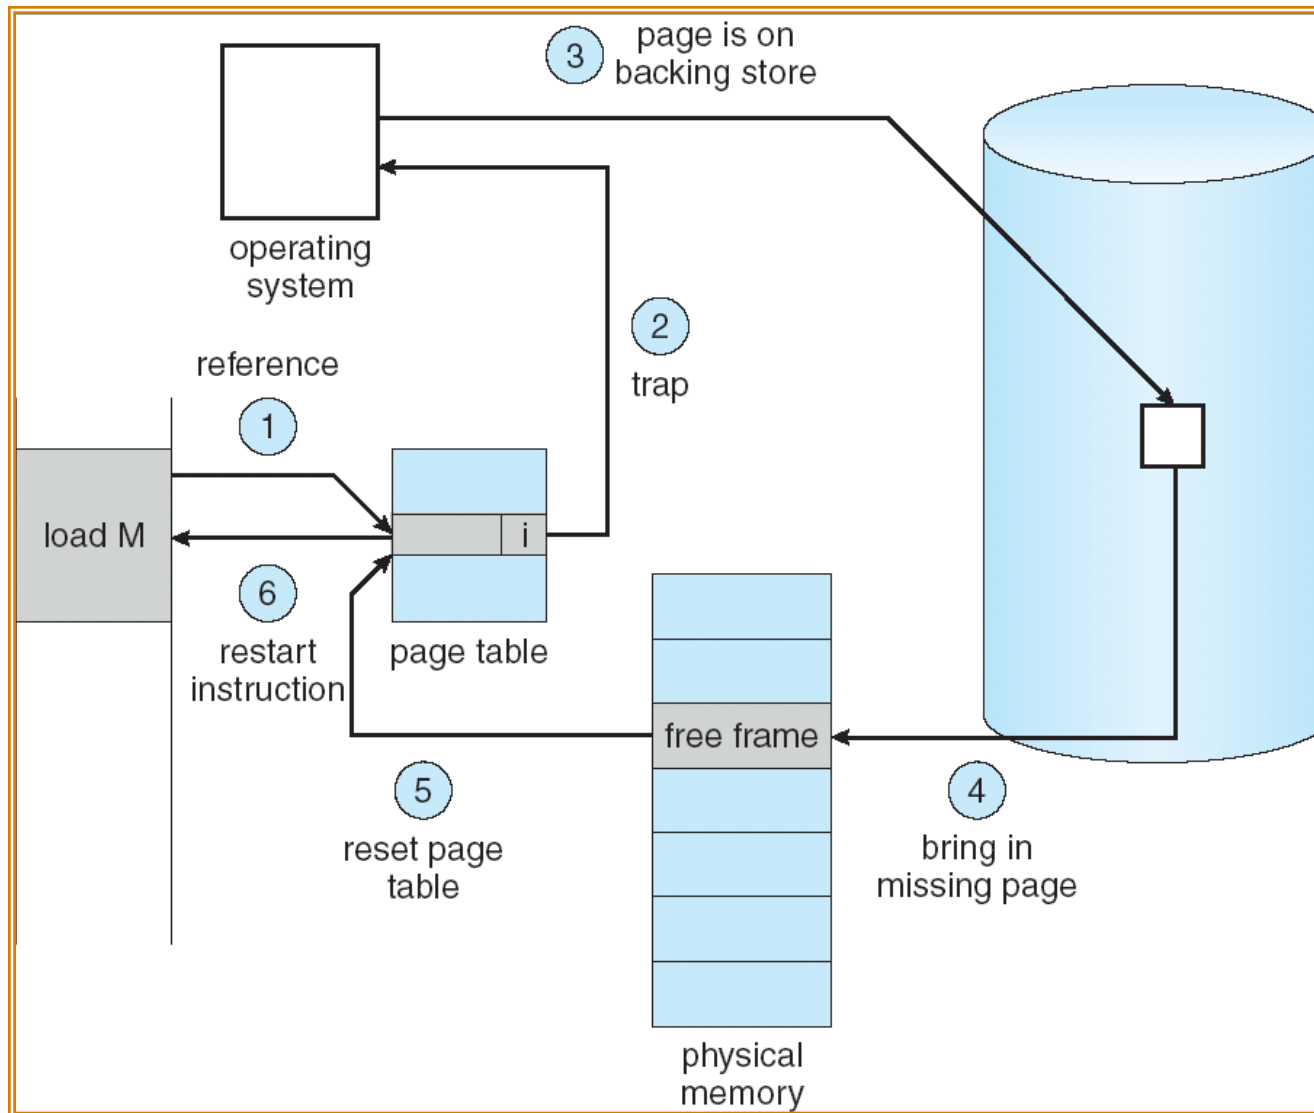 3
page is on
backing store
operating
system
2
trap
reference
1
load M
i
6
restart
instruction
page table
free frame
5
reset page
table
4
bring in
missing page
physical
memory